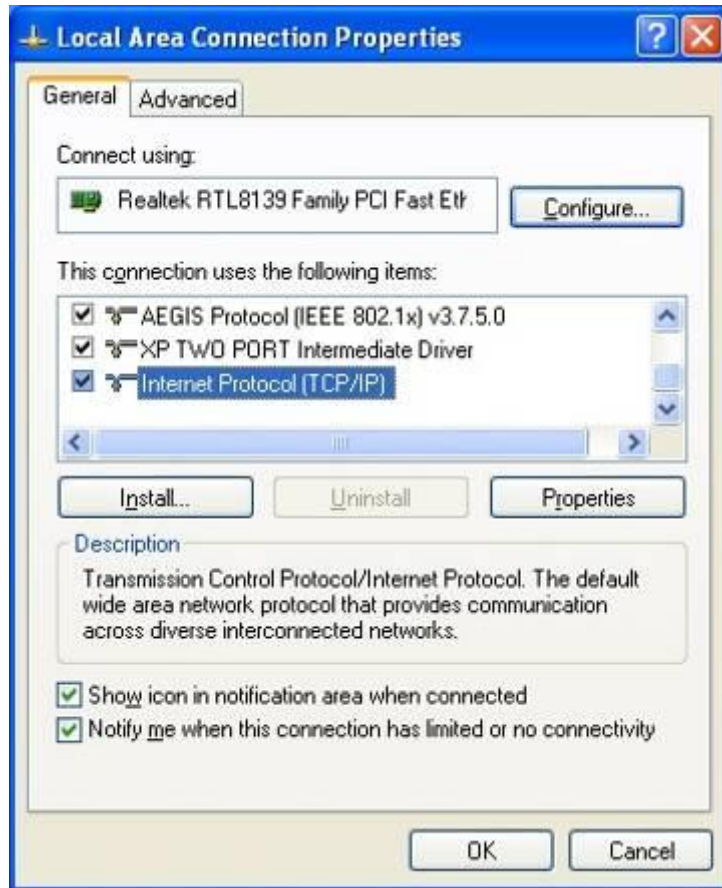 Local Area Connection Properties
General Advanced
Connect using:
Realtek RTL8139 Family PCI Fast Eth
Configure...
This connection uses the following items:
AEGIS Protocol (IEEE 802.1x) v3.7.5.0
XP TWO PORT Intermediate Driver
Internet Protocol (TCP/IP)
Install... Uninstall Properties
Description
Transmission Control Protocol/Internet Protocol. The default
wide area network protocol that provides communication
across diverse interconnected networks.
Show icon in notification area when connected
Notify me when this connection has limited or no connectivity
OK Cancel